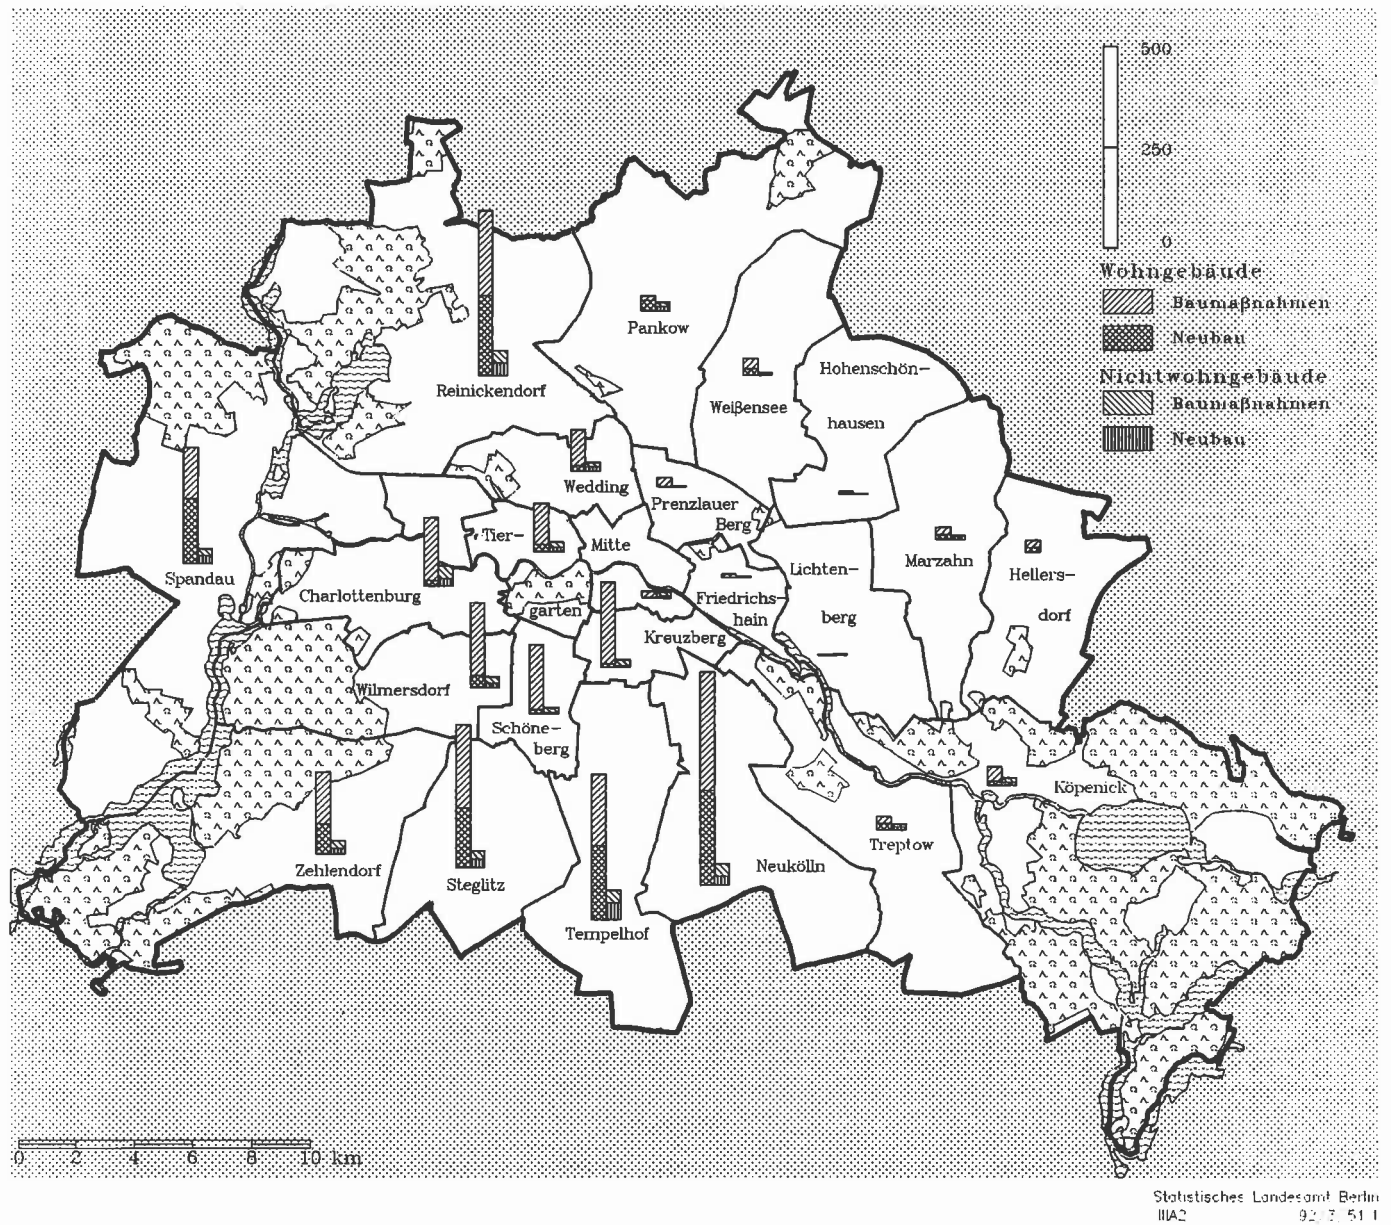 500
250
0
Wohngebäude
Baumaßnahmen
Neubau
Nichtwohngebäude
Baumaßnahmen
Neubau
Pankow
Reinickendorf
Weißensee
Hohenschön-
hausen
Wedding
Prenzlauer
Berg
Tier-
garten
Mitte
Marzahn
Hellers-
dorf
Lichten-
berg
Spandau
Charlottenburg
Friedrichs-
hain
Kreuzberg
Wilmersdorf
Schöne-
berg
Köpenick
Treptow
Neukölln
Zehlendorf
Steglitz
Tempelhof
0 2 4 6 8 10 km
Statistisches Landesamt Berlin
IIIA2